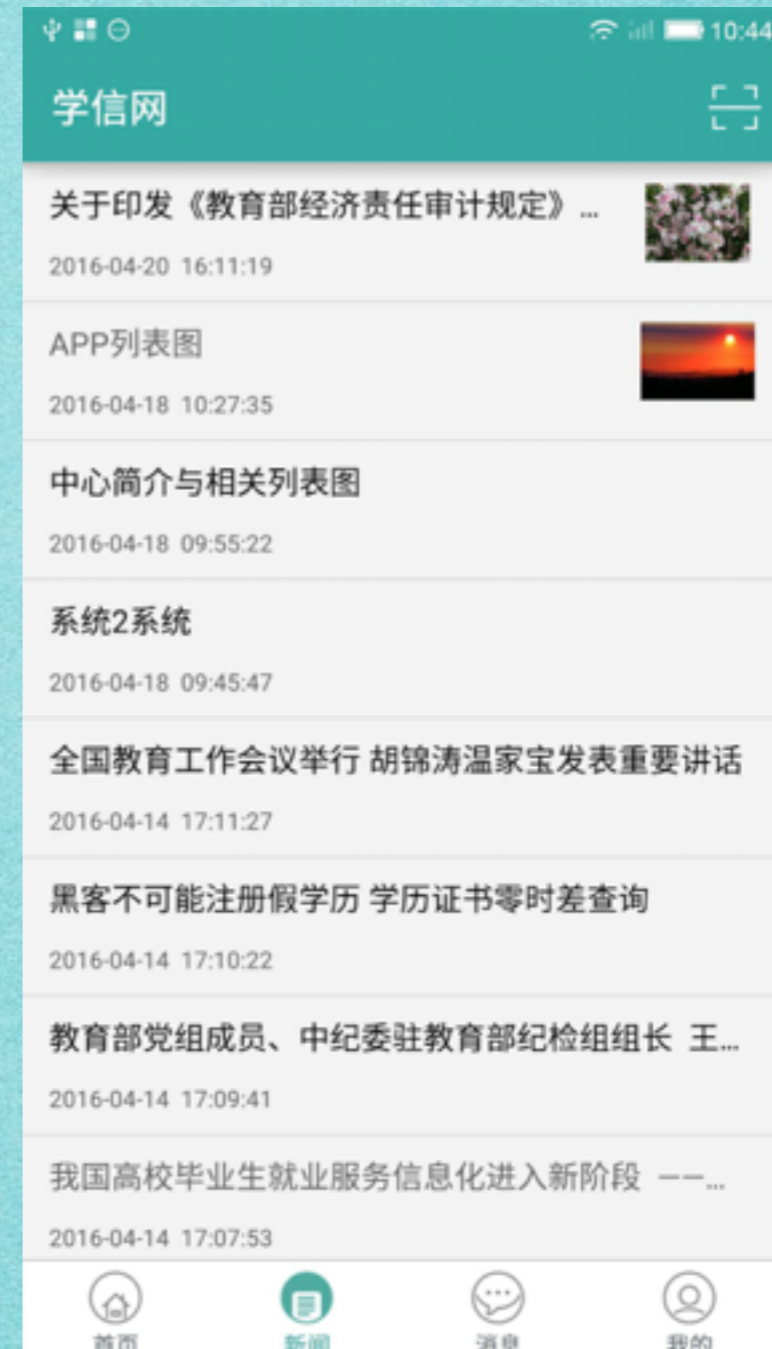 10:44
学信网
关于印发《教育部经济责任审计规定》...
2016-04-20 16:11:19
APP列表图
2016-04-18 10:27:35
中心简介与相关列表图
2016-04-18 09:55:22
系统2系统
2016-04-18 09:45:47
全国教育工作会议举行 胡锦涛温家宝发表重要讲话
2016-04-14 17:11:27
黑客不可能注册假学历 学历证书零时差查询
2016-04-14 17:10:22
教育部党组成员、中纪委驻教育部纪检组组长 王...
2016-04-14 17:09:41
我国高校毕业生就业服务信息化进入新阶段 ——...
2016-04-14 17:07:53
首页 新闻 消息 我的